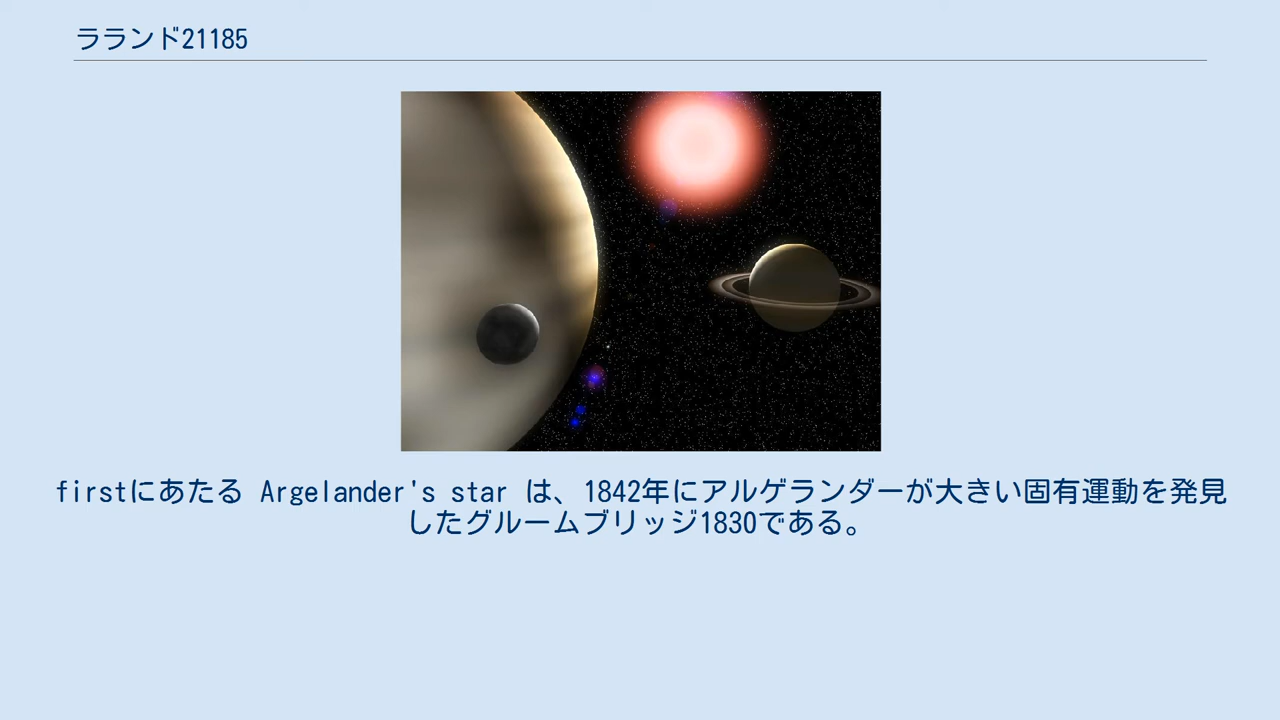 ラランド21185
firstにあたる Argelander's star は、1842年にアルゲランダーが大きい固有運動を発見
したグルームブリッジ1830である。